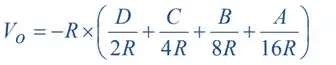 V_o = -R × ( D/2R + C/4R + B/8R + A/16R )